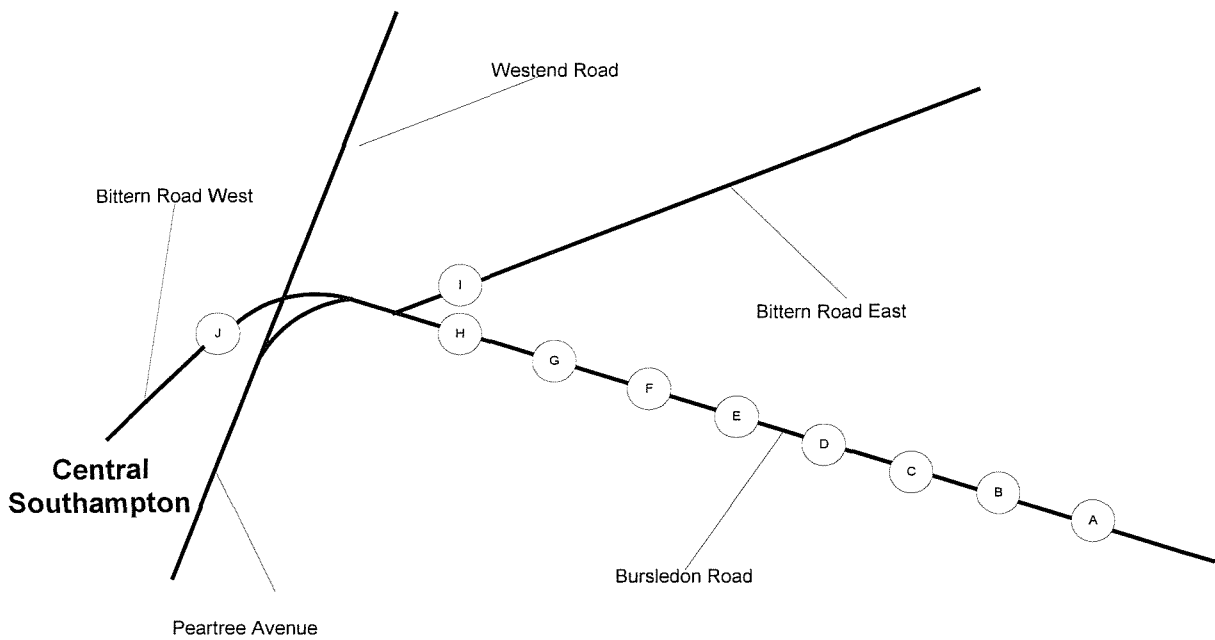 Westend Road
Bittern Road West
I
Bittern Road East
J
H
G
F
E
D
C
B
A
Central
Southampton
Bursledon Road
Peartree Avenue